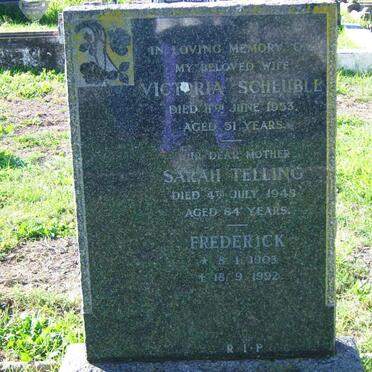 IN LOVING MEMORY OF
MY BELOVED WIFE
VICTORIA SCHEUBLE
DIED 11TH JUNE 1953.
AGED 51 YEARS.
OUR DEAR MOTHER
SARAH TELLING
DIED 4TH JULY 1948
AGED 84 YEARS.
FREDERICK
+ 8.1.1903
+ 18.9.1992
R.I.P.